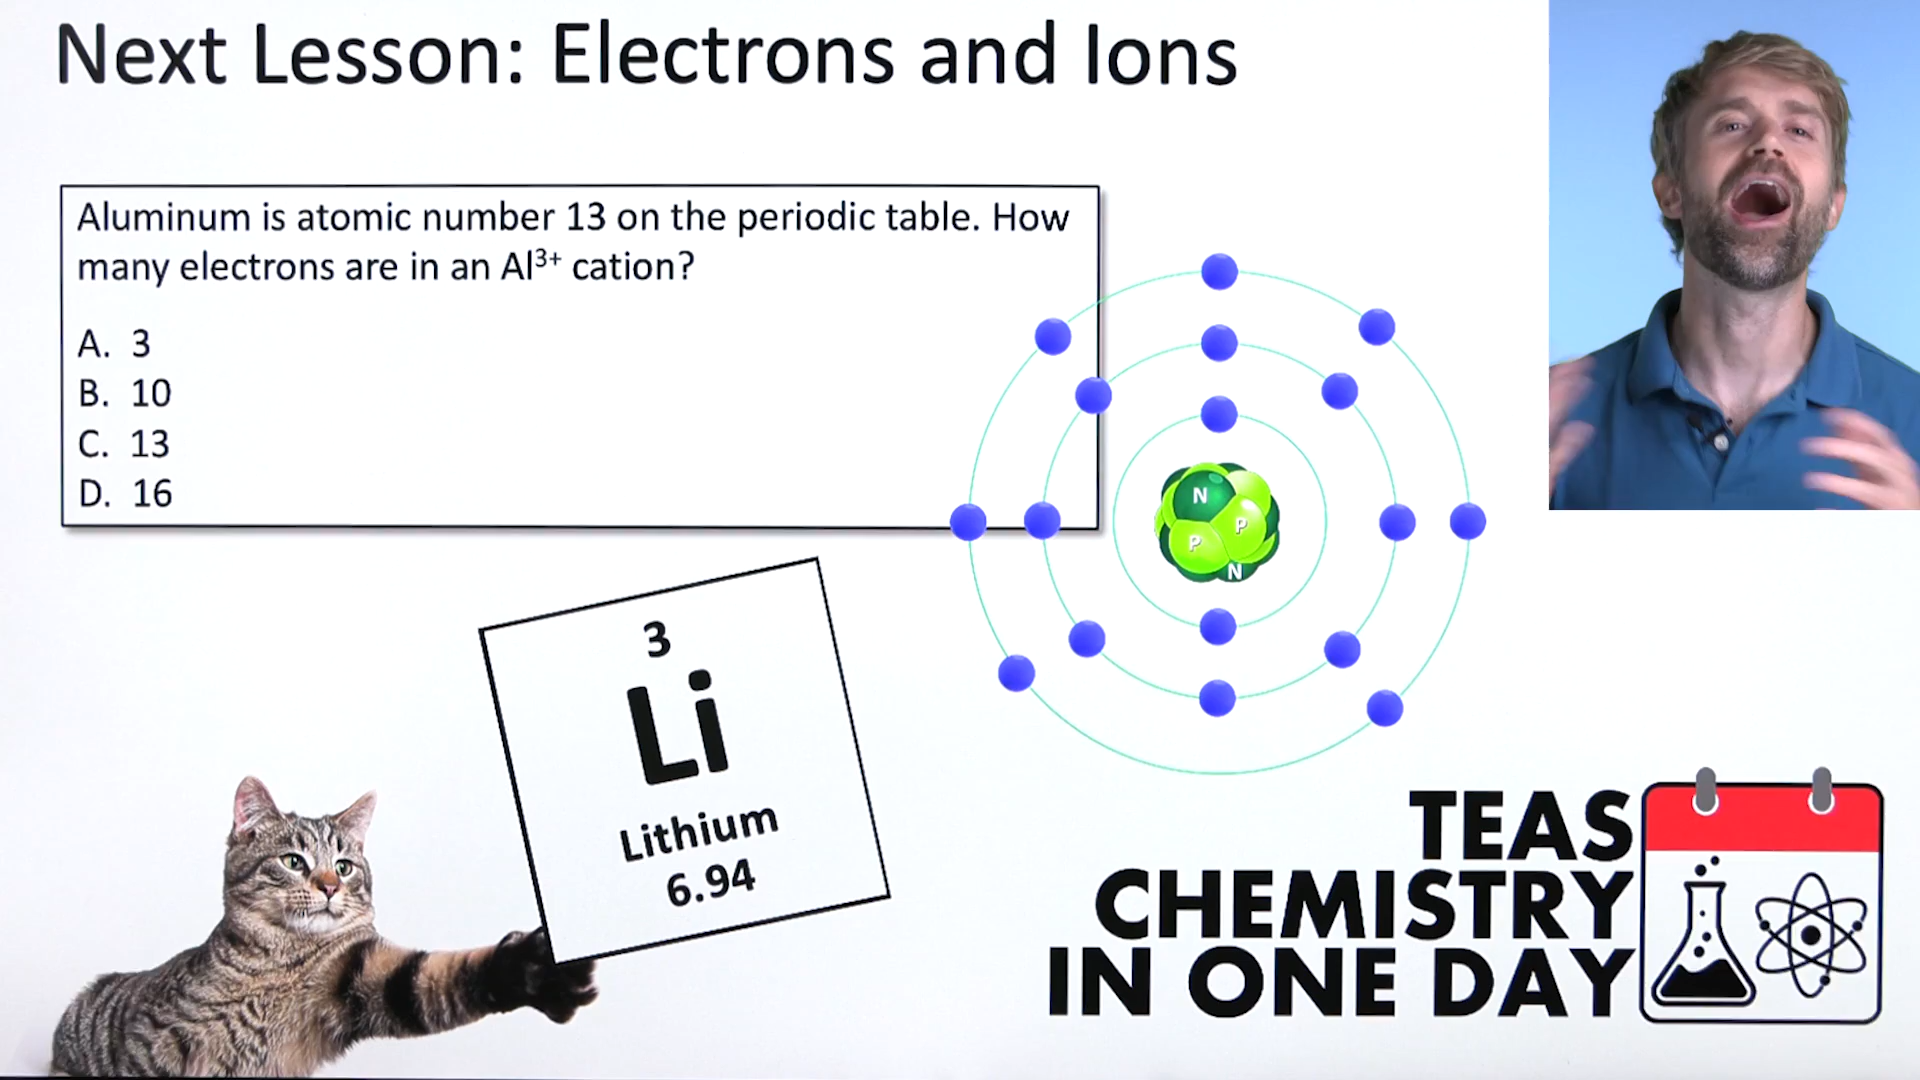 Next Lesson: Electrons and Ions
Aluminum is atomic number 13 on the periodic table. How
many electrons are in an Al³⁺ cation?
A. 3
B. 10
C. 13
D. 16
N
P
P
N
3
Li
Lithium
6.94
TEAS
CHEMISTRY
IN ONE DAY